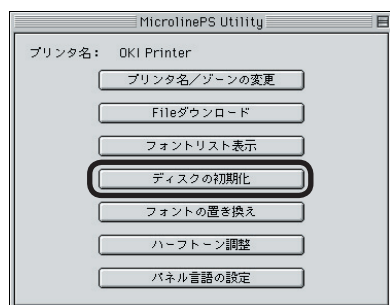 MicrolinePS Utility
プリンタ名： OKI Printer
プリンタ名／ゾーンの変更
Fileダウンロード
フォントリスト表示
ディスクの初期化
フォントの置き換え
ハーフトーン調整
パネル言語の設定